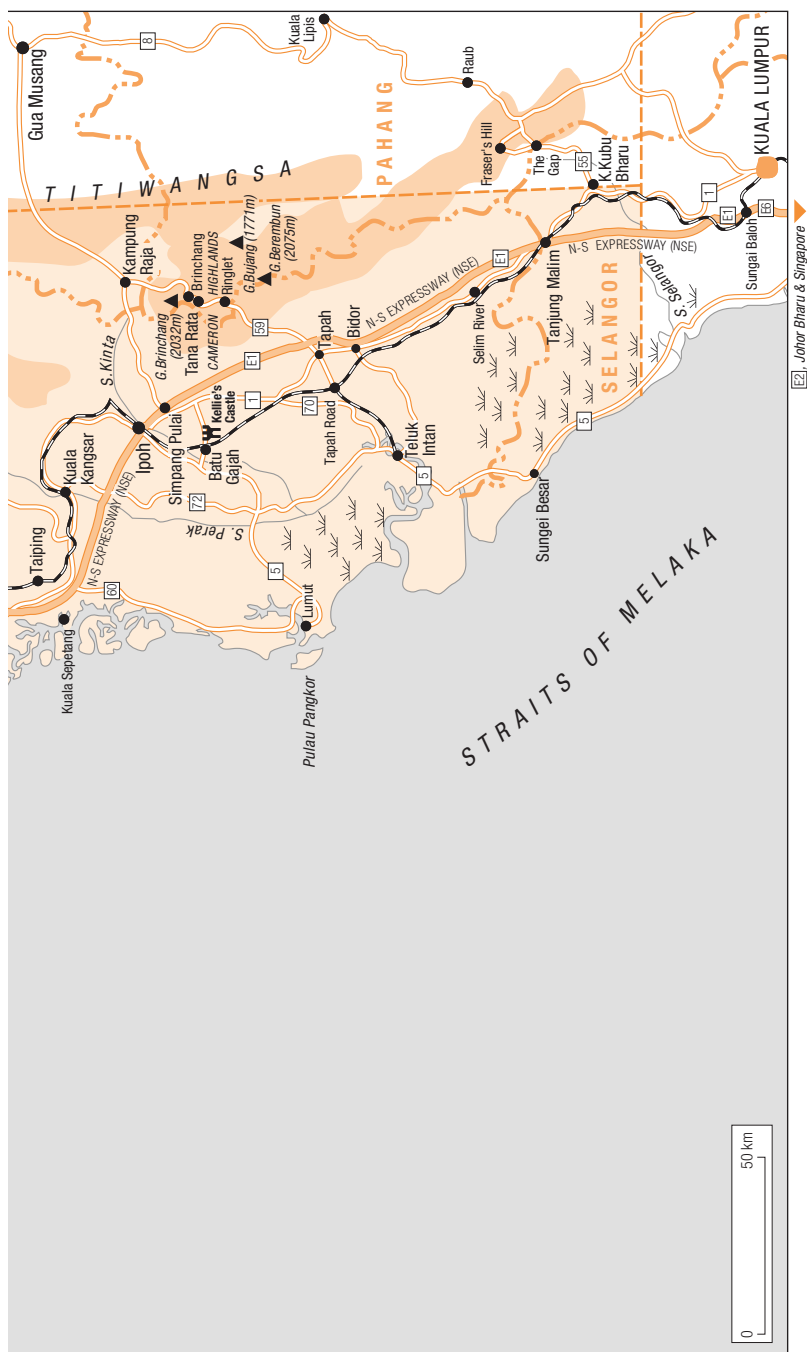 Gua Musang
8
Kuala
Lipis
Raub
PAHANG
TITIWANGSA
Fraser's Hill
The
Gap
55
K.Kubu
Bharu
KUALA LUMPUR
1
E1
E6
Sungai Baloh
N-S EXPRESSWAY (NSE)
S. Selangor
SELANGOR
Tanjung Malim
Selim River
E1
N-S EXPRESSWAY (NSE)
Kampung
Raja
Brinchang
HIGHLANDS
Ringlet
G.Bujang (1771m)
G.Berembun
(2075m)
G.Brinchang
(2032m)
Tana Rata
CAMERON
59
Tapah
Bidor
S. Kinta
E1
Kellie's
Castle
1
70
Tapah Road
Teluk
Intan
5
Kuala
Kangsar
Ipoh
Simpang Pulai
Batu
Gajah
72
S. Perak
5
Taiping
N-S EXPRESSWAY (NSE)
60
Lumut
Kuala Sepetang
Pulau Pangkor
Sungei Besar
5
STRAITS OF MELAKA
0 50 km
E2, Johor Bharu & Singapore